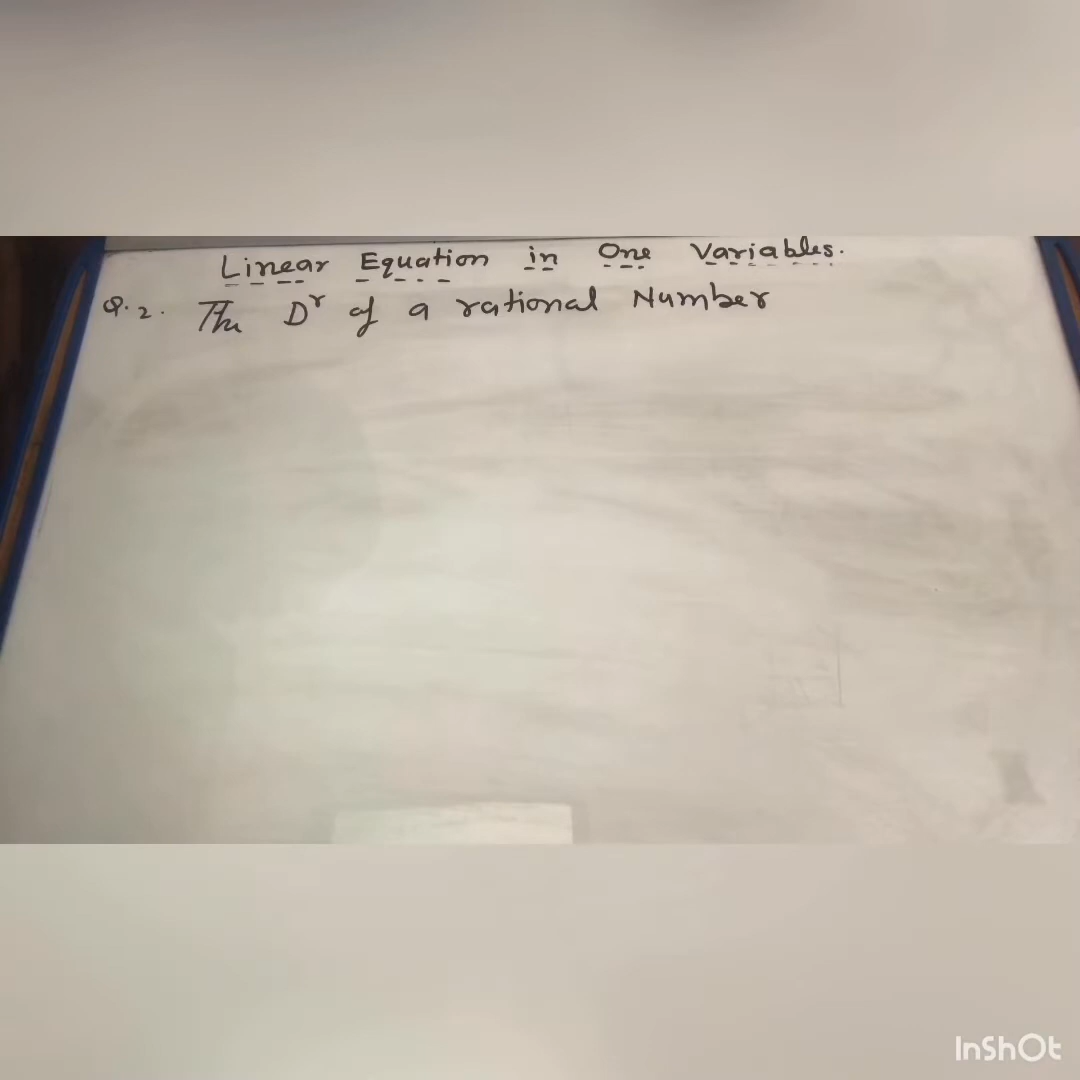 Linear Equation in One Variables.
Q.2. The Dʳ of a rational Number
InShOt